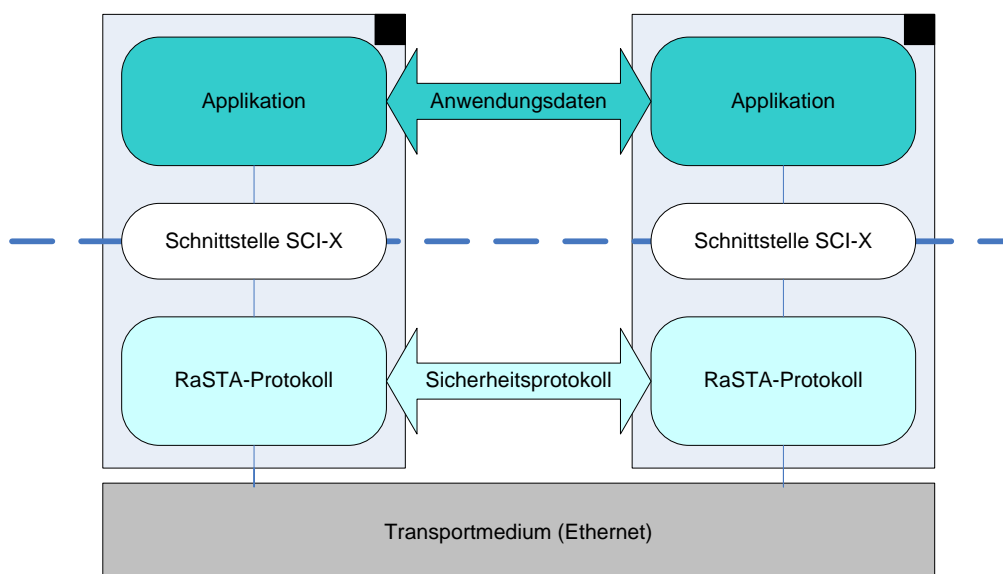 Applikation
Anwendungsdaten
Applikation
Schnittstelle SCI-X
Schnittstelle SCI-X
RaSTA-Protokoll
Sicherheitsprotokoll
RaSTA-Protokoll
Transportmedium (Ethernet)